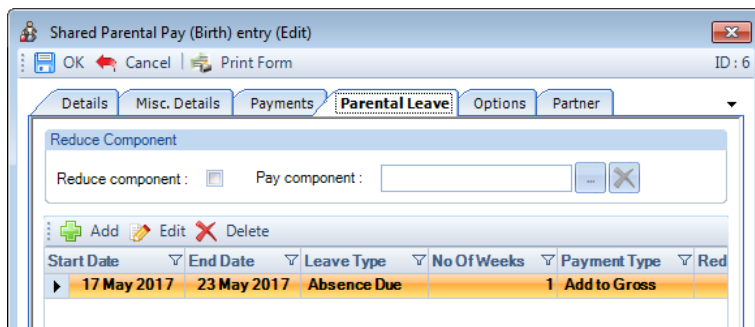 Shared Parental Pay (Birth) entry (Edit)
OK Cancel Print Form ID : 6
Details Misc. Details Payments Parental Leave Options Partner
Reduce Component
Reduce component : Pay component : ...
Add Edit Delete
Start Date End Date Leave Type No Of Weeks Payment Type Red
17 May 2017 23 May 2017 Absence Due 1 Add to Gross